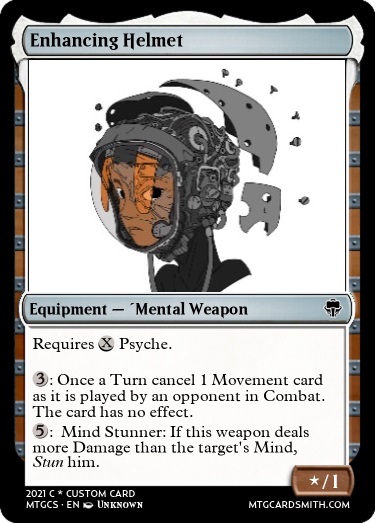 Enhancing Helmet
Equipment — ´Mental Weapon
Requires X Psyche.
3: Once a Turn cancel 1 Movement card
as it is played by an opponent in Combat.
The card has no effect.
5: Mind Stunner: If this weapon deals
more Damage than the target's Mind,
Stun him.
★/1
2021 C * CUSTOM CARD
MTGCS · EN Unknown
MTGCARDSMITH.COM